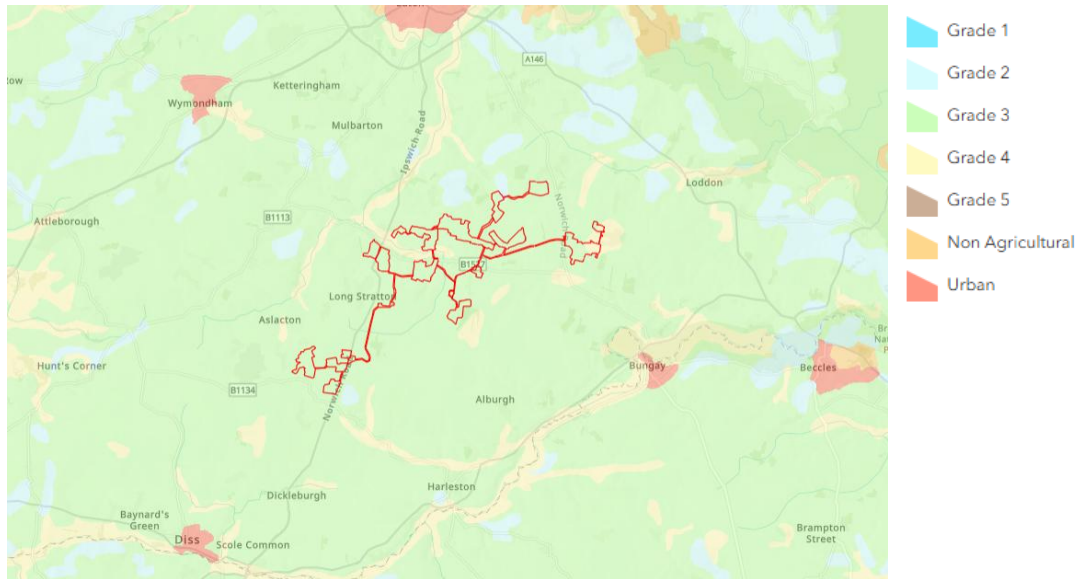 Eaton
A146
Row
Ketteringham
Wymondham
Mulbarton
Ipswich Road
Loddon
Norwich Road
Attleborough
B1113
B1527
Long Stratton
Aslacton
Hunt's Corner
Bungay
Beccles
B1134
Norwich Road
Alburgh
Harleston
Dickleburgh
Baynard's
Green
Diss
Scole Common
Brampton
Street
Grade 1
Grade 2
Grade 3
Grade 4
Grade 5
Non Agricultural
Urban